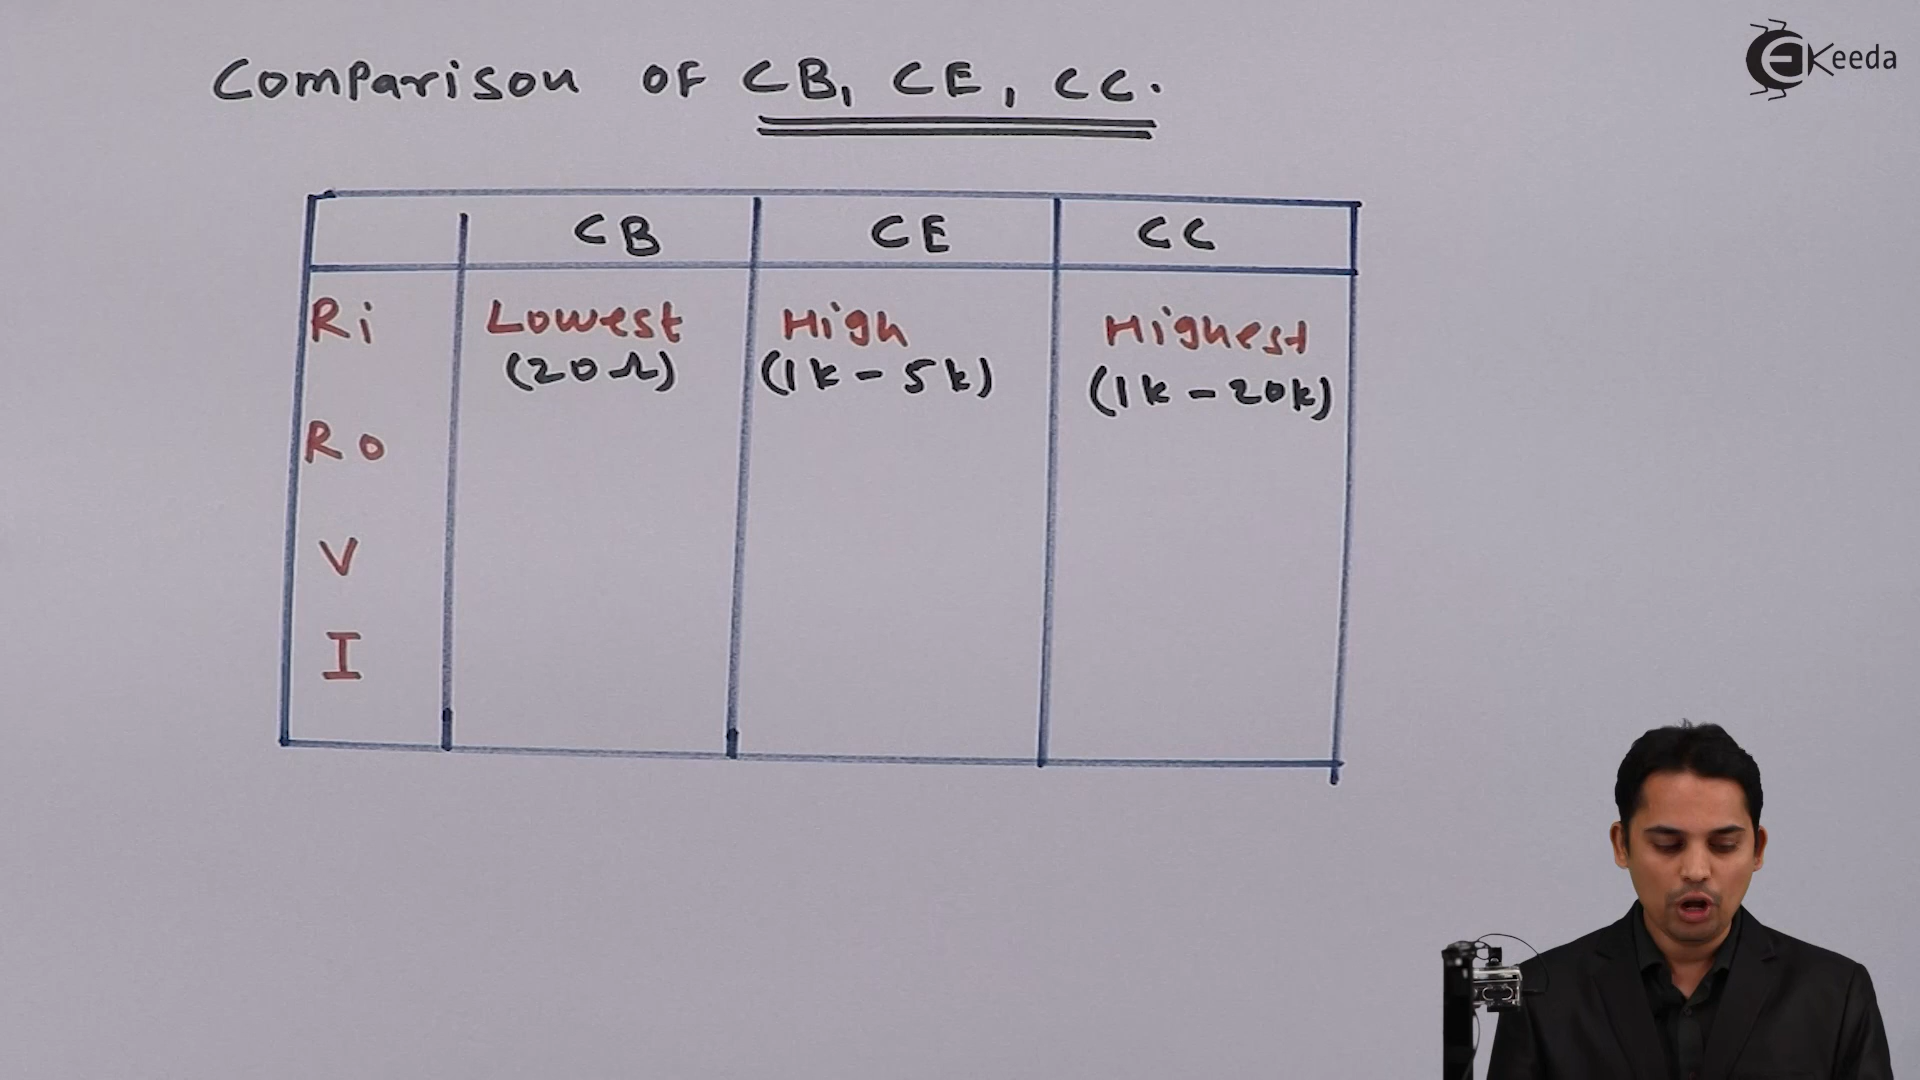 Comparison OF CB, CE, CC.
EKeeda
CB CE CC
Ri Lowest High Highest
(20Ω) (1k - 5k) (1k - 20k)
Ro
V
I